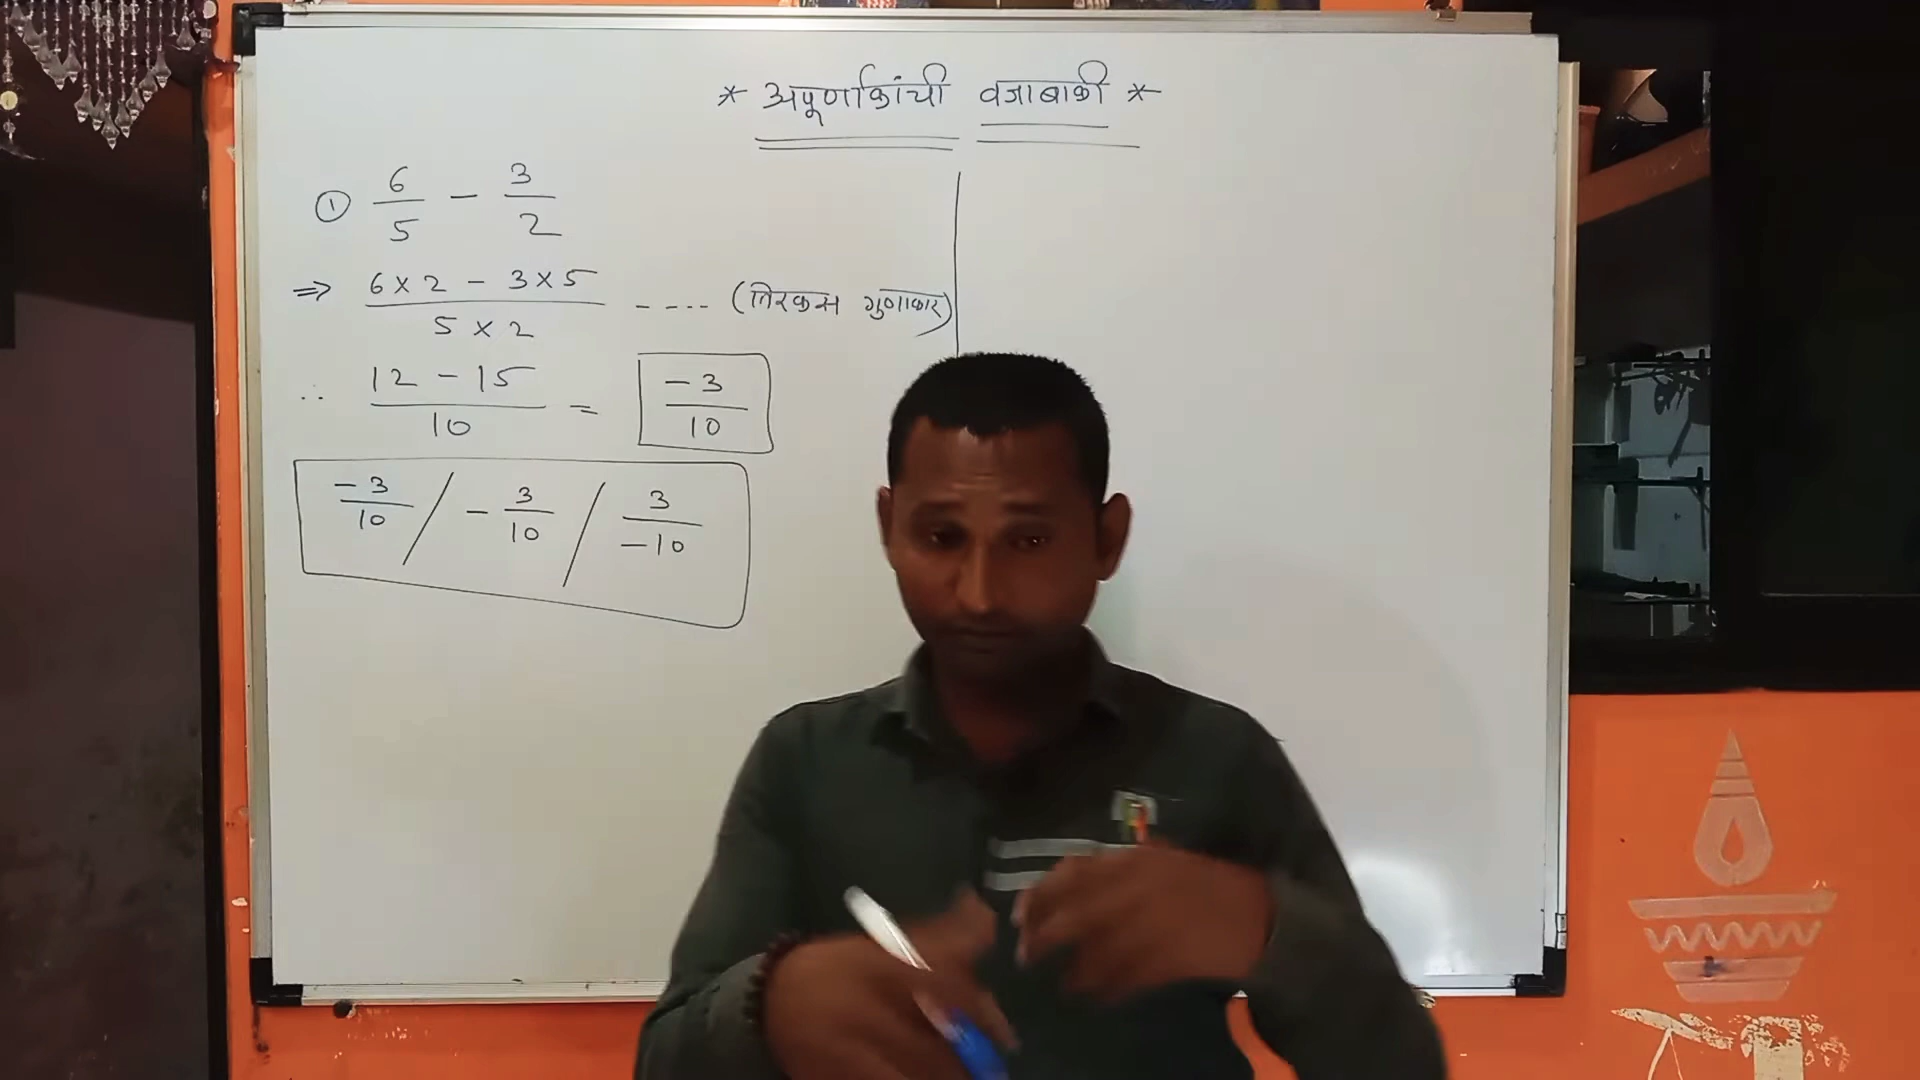 * अपूर्णाकांची वजाबाकी *
① 6/5 - 3/2
⇒ (6 × 2 - 3 × 5)/(5 × 2) ---- (तिरकस गुणाकार)
∴ (12 - 15)/10 = -3/10
-3/10 / - 3/10 / 3/-10